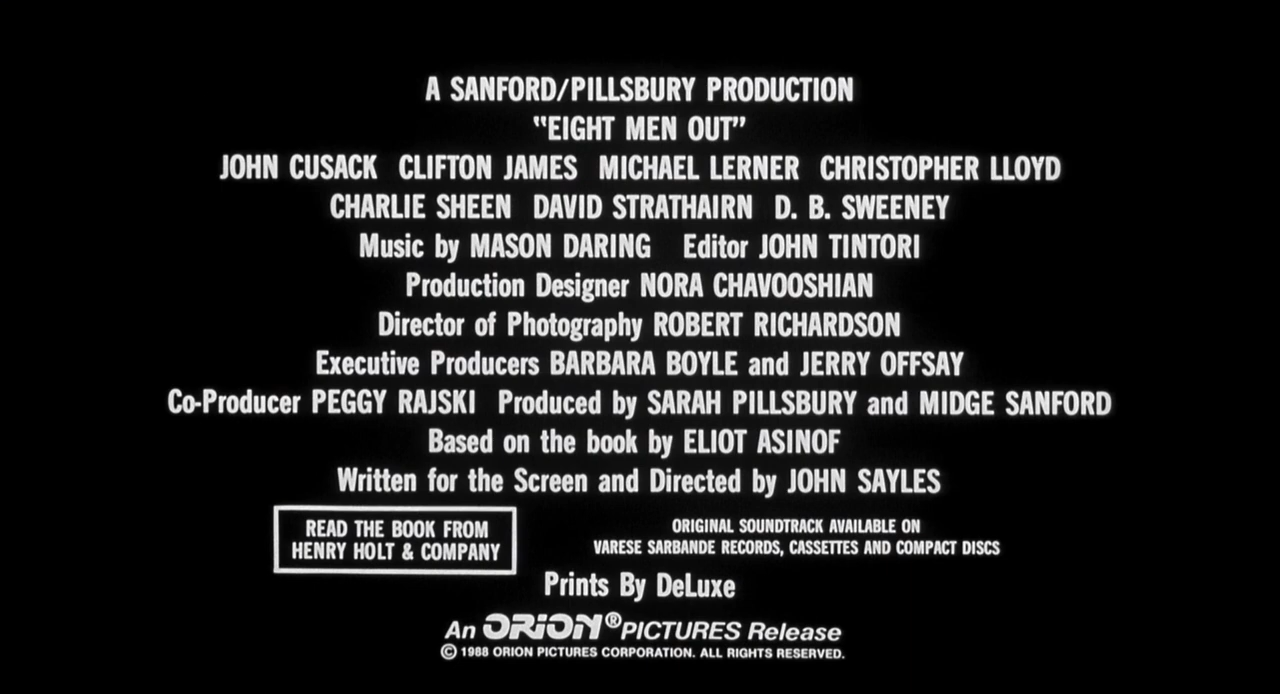 A SANFORD/PILLSBURY PRODUCTION
"EIGHT MEN OUT"
JOHN CUSACK CLIFTON JAMES MICHAEL LERNER CHRISTOPHER LLOYD
CHARLIE SHEEN DAVID STRATHAIRN D. B. SWEENEY
Music by MASON DARING Editor JOHN TINTORI
Production Designer NORA CHAVOOSHIAN
Director of Photography ROBERT RICHARDSON
Executive Producers BARBARA BOYLE and JERRY OFFSAY
Co-Producer PEGGY RAJSKI Produced by SARAH PILLSBURY and MIDGE SANFORD
Based on the book by ELIOT ASINOF
Written for the Screen and Directed by JOHN SAYLES
READ THE BOOK FROM
HENRY HOLT & COMPANY
ORIGINAL SOUNDTRACK AVAILABLE ON
VARESE SARBANDE RECORDS, CASSETTES AND COMPACT DISCS
Prints By DeLuxe
An ORION® PICTURES Release
© 1988 ORION PICTURES CORPORATION. ALL RIGHTS RESERVED.